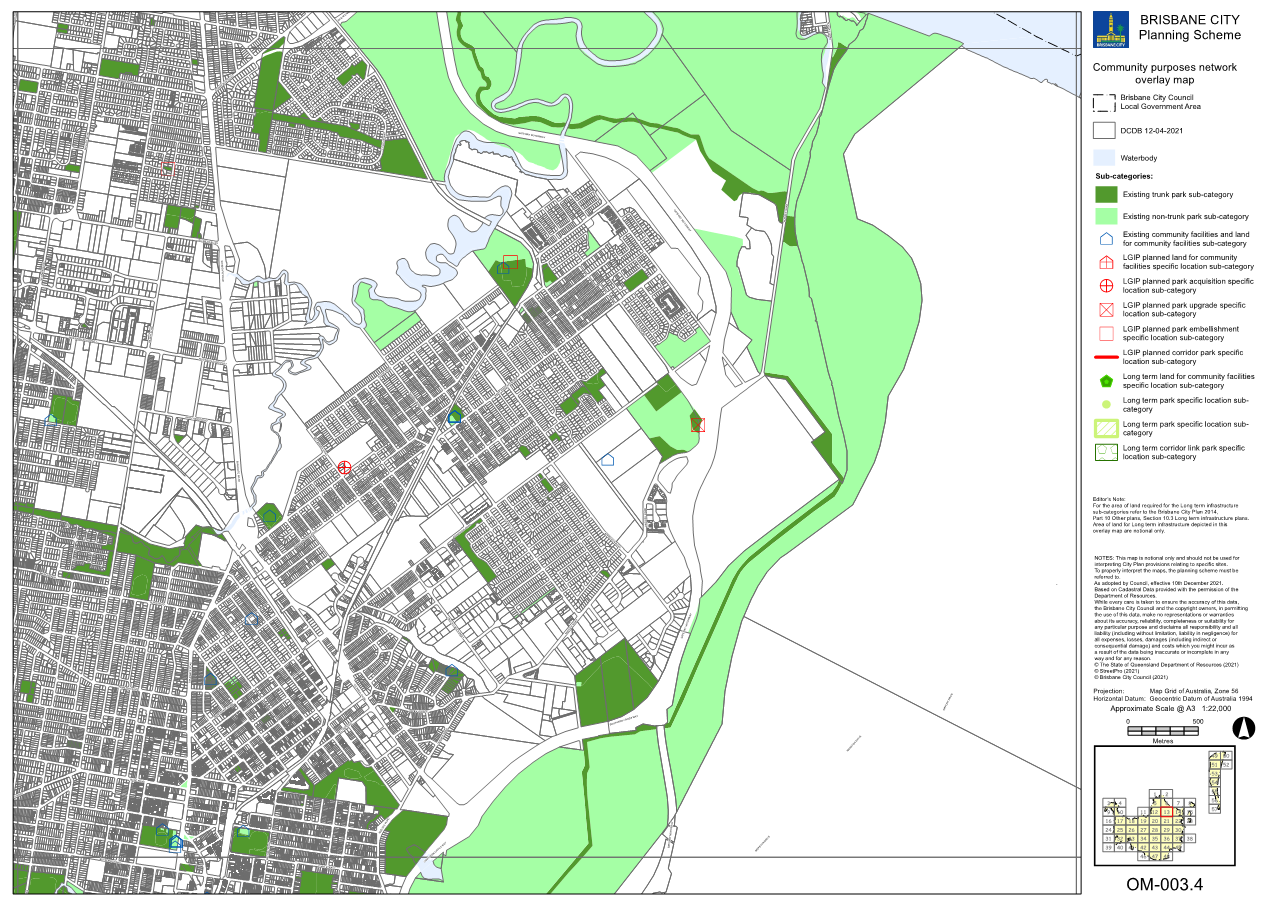 BRISBANE CITY
Planning Scheme
BRISBANE CITY
Community purposes network
overlay map
Brisbane City Council
Local Government Area
DCDB 12-04-2021
Waterbody
Sub-categories:
Existing trunk park sub-category
Existing non-trunk park sub-category
Existing community facilities and land
for community facilities sub-category
LGIP planned land for community
facilities specific location sub-category
LGIP planned park acquisition specific
location sub-category
LGIP planned park upgrade specific
location sub-category
LGIP planned park embellishment
specific location sub-category
LGIP planned corridor park specific
location sub-category
Long term land for community facilities
specific location sub-category
Long term park specific location sub-
category
Long term park specific location sub-
category
Long term corridor link park specific
location sub-category
Editor's Note:
For the area of land required for the Long term infrastructure
sub-categories refer to the Brisbane City Plan 2014,
Part 10 Other plans, Section 10.3 Long term infrastructure plans.
Area of land for Long term infrastructure depicted in this
overlay map are notional only.
NOTES: This map is notional only and should not be used for
interpreting City Plan provisions relating to specific sites.
To properly interpret the maps, the planning scheme must be
referred to.
As adopted by Council, effective 10th December 2021.
Based on Cadastral Data provided with the permission of the
Department of Resources.
While every care is taken to ensure the accuracy of this data,
the Brisbane City Council and the copyright owners, in permitting
the use of this data, make no representations or warranties
about its accuracy, reliability, completeness or suitability for
any particular purpose and disclaims all responsibility and all
liability (including without limitation, liability in negligence) for
all expenses, losses, damages (including indirect or
consequential damage) and costs which you might incur as
a result of the data being inaccurate or incomplete in any
way and for any reason.
© The State of Queensland Department of Resources (2021)
© StreetPro (2021)
© Brisbane City Council (2021)
Projection: Map Grid of Australia, Zone 56
Horizontal Datum: Geocentric Datum of Australia 1994
Approximate Scale @ A3 1:22,000
0 500
Metres
OM-003.4